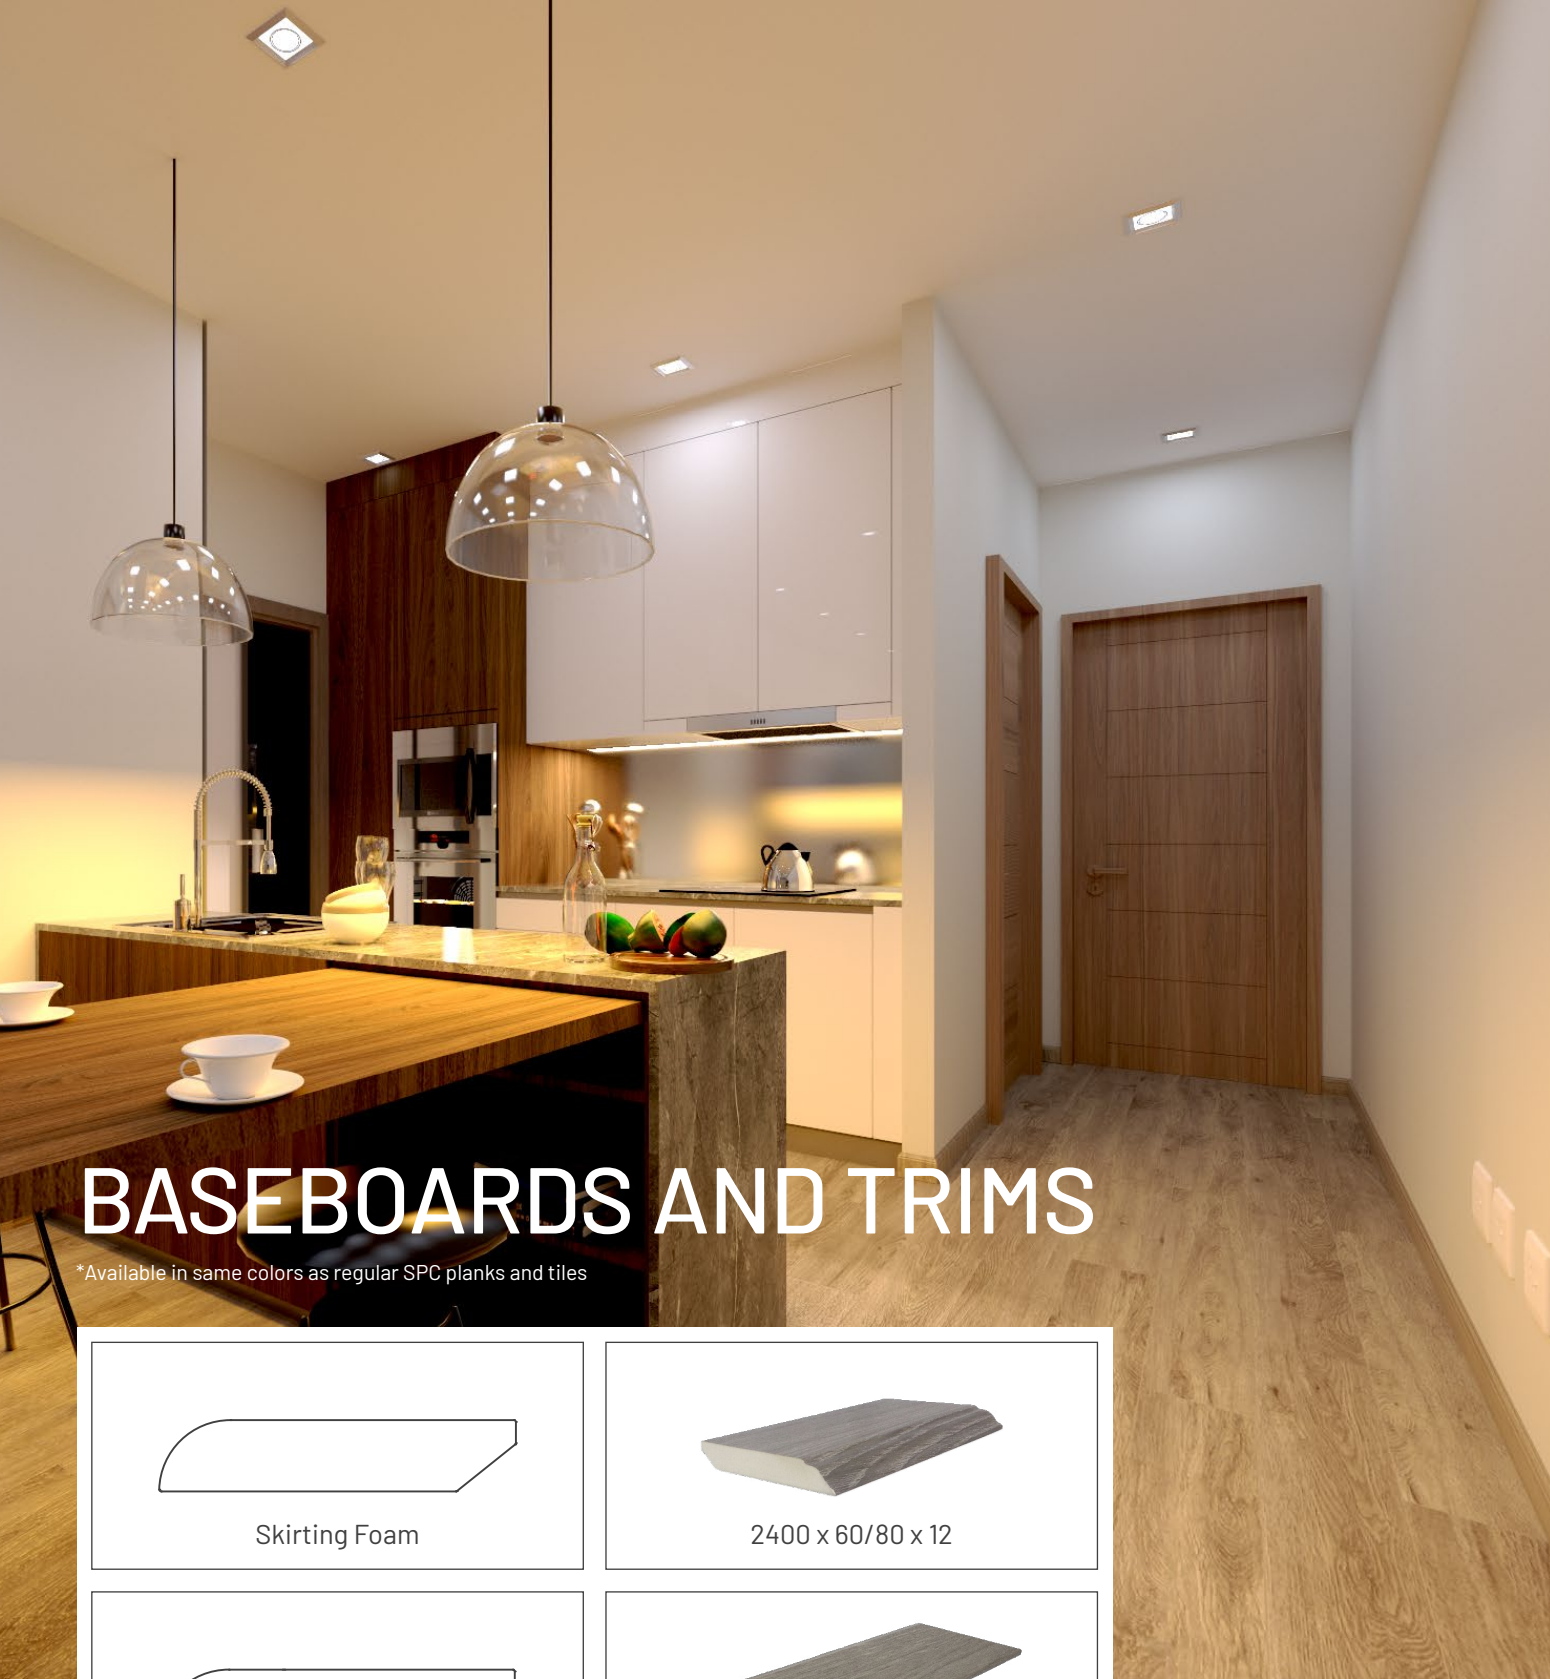 BASEBOARDS AND TRIMS
*Available in same colors as regular SPC planks and tiles
Skirting Foam
2400 x 60/80 x 12